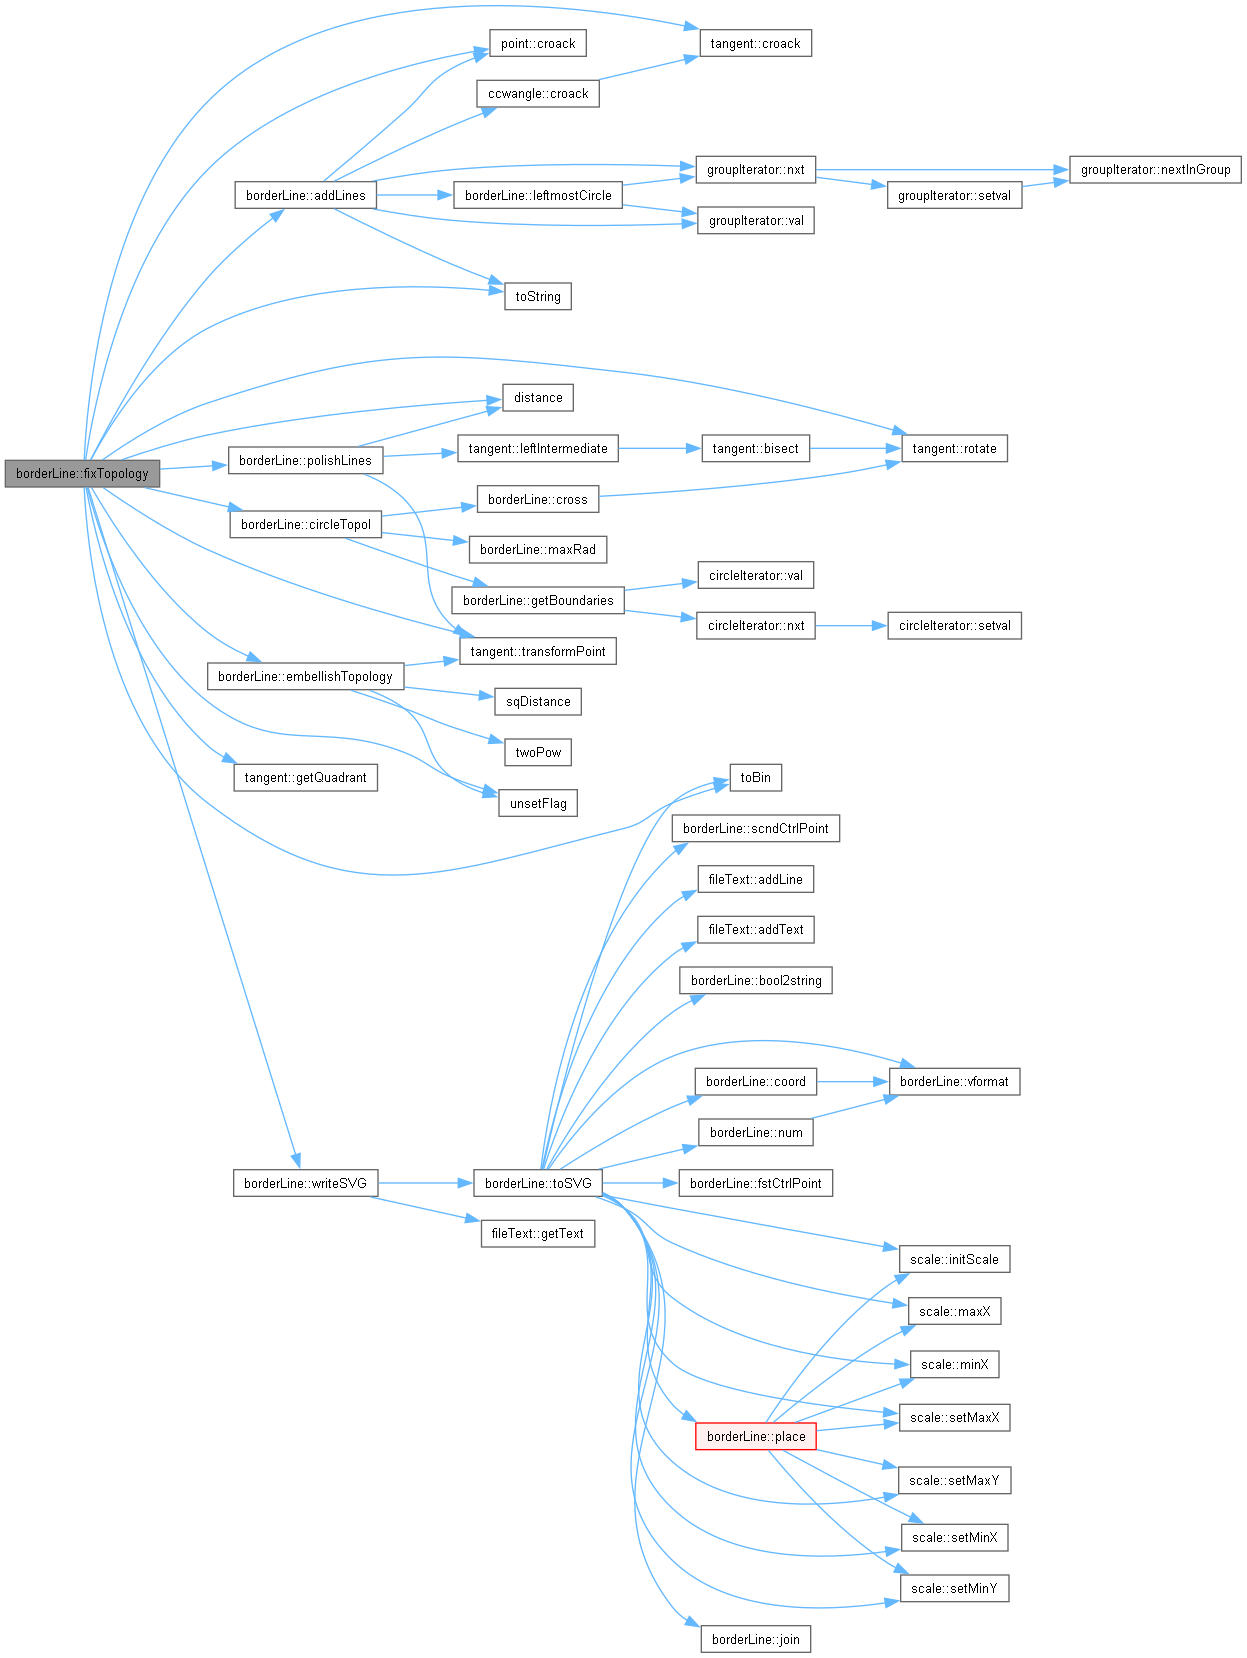 point::croack
tangent::croack
ccwangle::croack
groupIterator::nxt
groupIterator::nextInGroup
borderLine::addLines
borderLine::leftmostCircle
groupIterator::setval
groupIterator::val
toString
distance
tangent::leftIntermediate
tangent::bisect
tangent::rotate
borderLine::polishLines
borderLine::fixTopology
borderLine::cross
borderLine::circleTopol
borderLine::maxRad
circleIterator::val
borderLine::getBoundaries
circleIterator::nxt
circleIterator::setval
tangent::transformPoint
borderLine::embellishTopology
sqDistance
twoPow
tangent::getQuadrant
toBin
unsetFlag
borderLine::scndCtrlPoint
fileText::addLine
fileText::addText
borderLine::bool2string
borderLine::coord
borderLine::vformat
borderLine::num
borderLine::writeSVG
borderLine::toSVG
borderLine::fstCtrlPoint
fileText::getText
scale::initScale
scale::maxX
scale::minX
scale::setMaxX
borderLine::place
scale::setMaxY
scale::setMinX
scale::setMinY
borderLine::join